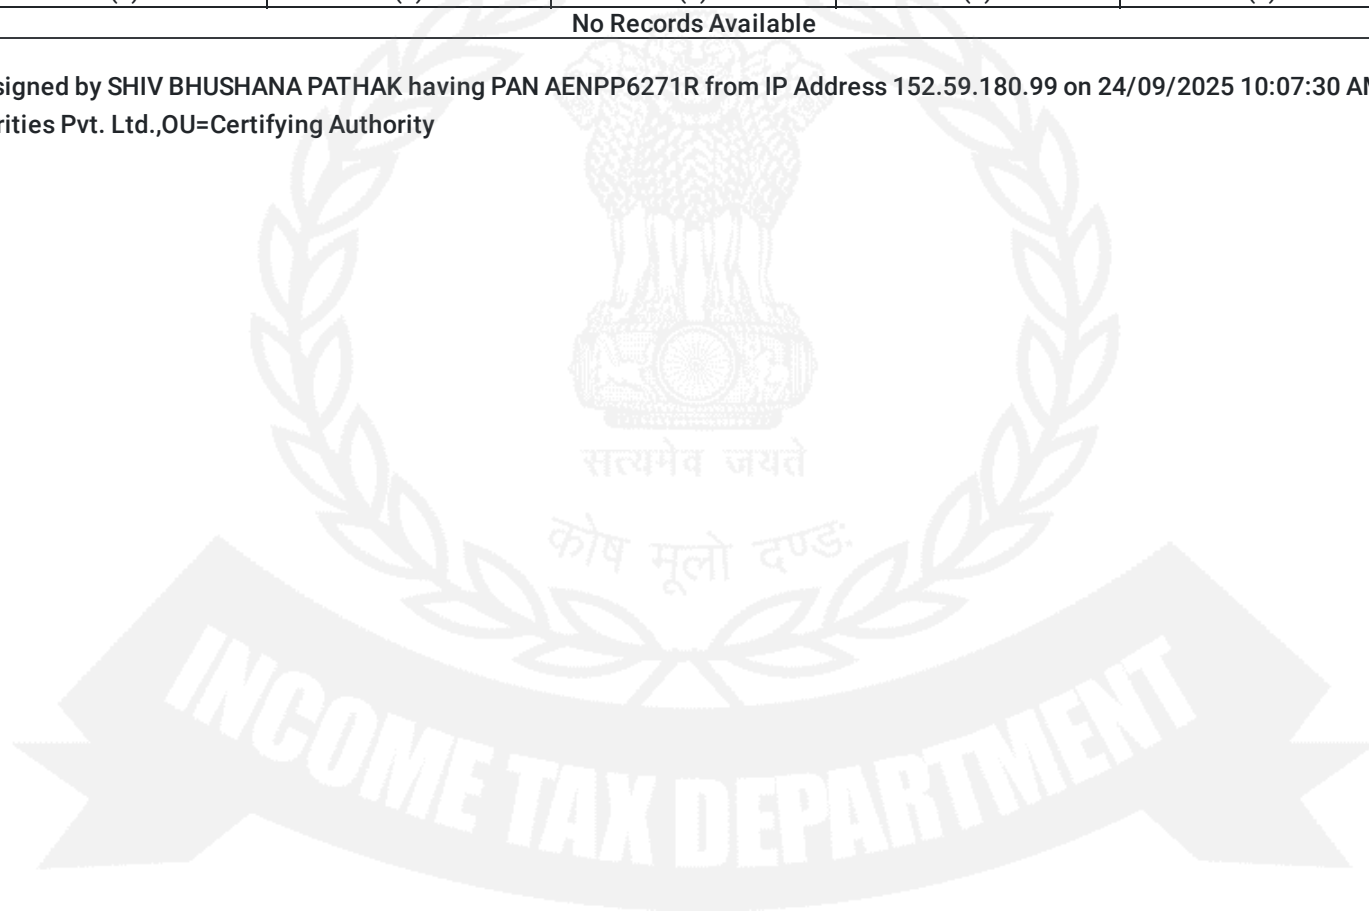 No Records Available
signed by SHIV BHUSHANA PATHAK having PAN AENPP6271R from IP Address 152.59.180.99 on 24/09/2025 10:07:30 AM
rities Pvt. Ltd.,OU=Certifying Authority
सत्यमेव जयते
कोष मूलो दण्डः
INCOME TAX DEPARTMENT